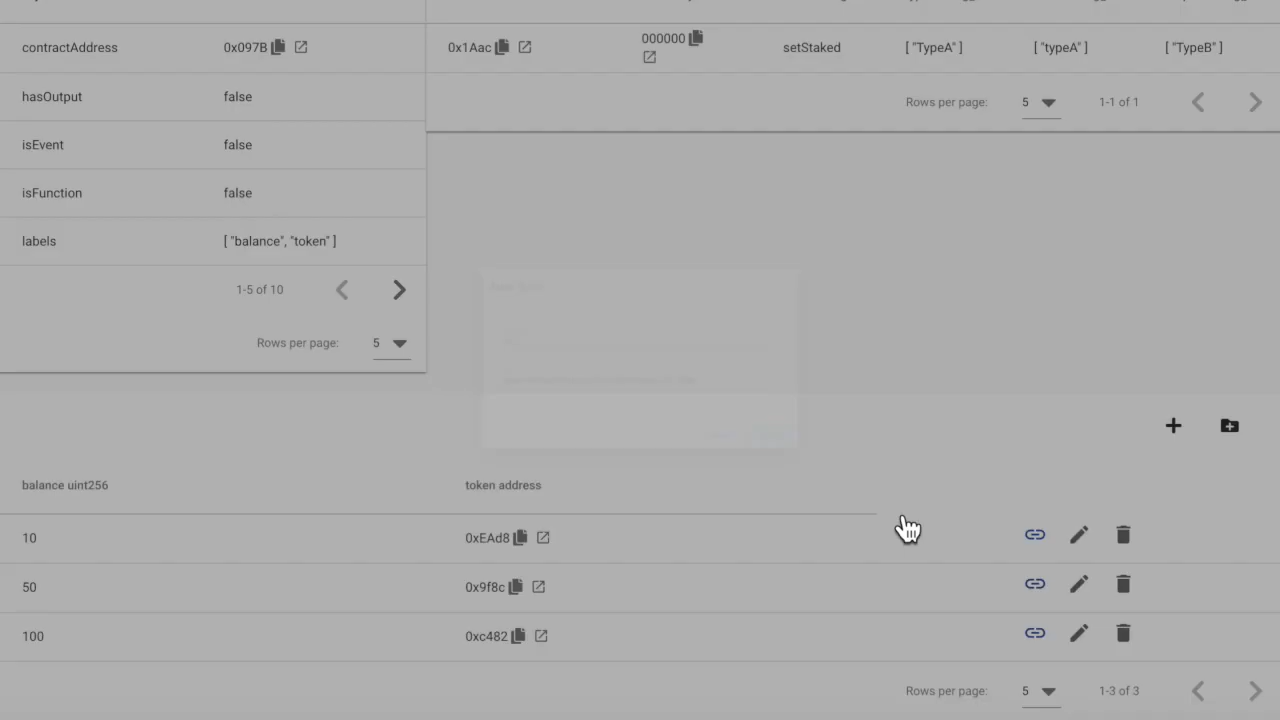 contractAddress 0x097B
hasOutput false
isEvent false
isFunction false
labels [ "balance", "token" ]
1-5 of 10
Rows per page: 5
0x1Aac 000000 setStaked [ "TypeA" ] [ "typeA" ] [ "TypeB" ]
Rows per page: 5 1-1 of 1
balance uint256 token address
10 0xEAd8
50 0x9f8c
100 0xc482
Rows per page: 5 1-3 of 3